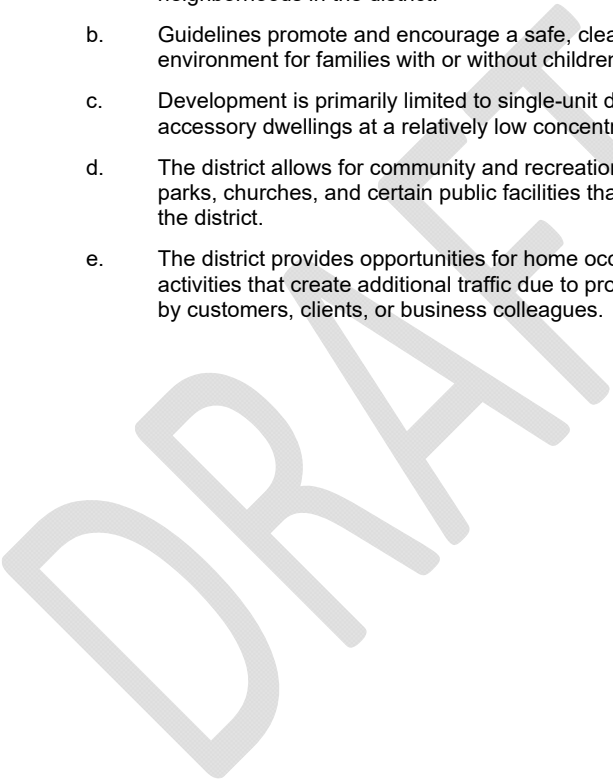 neighborhoods in the district.
b. Guidelines promote and encourage a safe, clea
environment for families with or without children
c. Development is primarily limited to single-unit d
accessory dwellings at a relatively low concent
d. The district allows for community and recreation
parks, churches, and certain public facilities tha
the district.
e. The district provides opportunities for home occ
activities that create additional traffic due to pro
by customers, clients, or business colleagues.
DRAFT